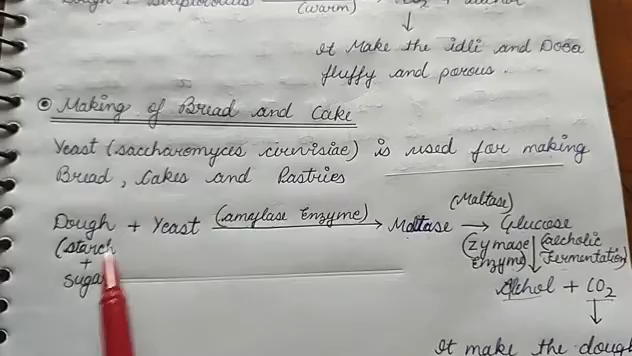 (warm)
It Make the idli and Dosa
fluffy and porous.
Making of Bread and Cake
Yeast (saccharomyces cirevisiae) is used for making
Bread, Cakes and Pastries
(Maltase)
Dough + Yeast (amylase Enzyme) → Maltase → Glucose
(starch + sugar
(zymase Enzyme) ↓ (alcholic Fermentation)
Alchol + CO2
↓
It make the dough